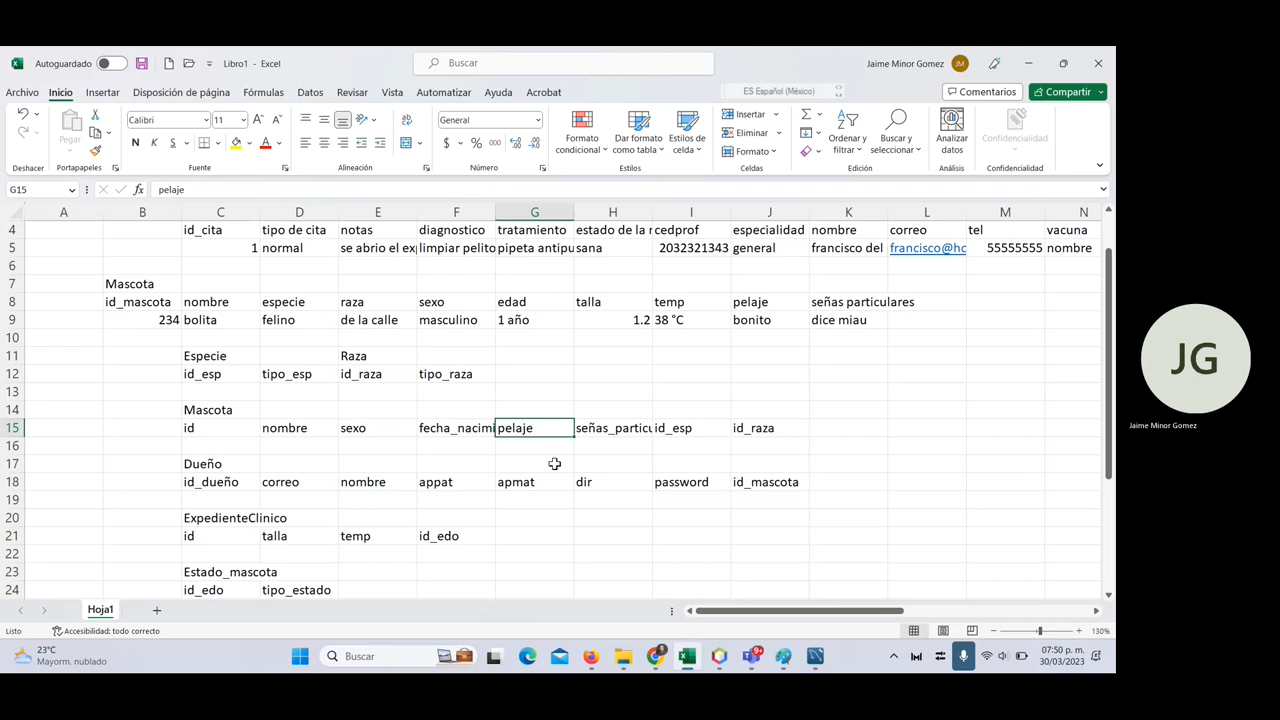 Autoguardado Libro1 - Excel Buscar Jaime Minor Gomez JM
Archivo Inicio Insertar Disposición de página Fórmulas Datos Revisar Vista Automatizar Ayuda Acrobat ES Español (México) Comentarios Compartir
Pegar Calibri 11 General Formato condicional Dar formato como tabla Estilos de celda Insertar Eliminar Formato Ordenar y filtrar Buscar y seleccionar Analizar datos Confidencialidad
N K S $ % 000
Deshacer Portapapeles Fuente Alineación Número Estilos Celdas Edición Análisis Confidencialidad
G15 fx pelaje
A B C D E F G H I J K L M N
4 id_cita tipo de cita notas diagnostico tratamiento estado de la r cedprof especialidad nombre correo tel vacuna
5 1 normal se abrio el exp limpiar pelito pipeta antipu sana 2032321343 general francisco del francisco@hc 55555555 nombre
6
7 Mascota
8 id_mascota nombre especie raza sexo edad talla temp pelaje señas particulares
9 234 bolita felino de la calle masculino 1 año 1.2 38 °C bonito dice miau
10
11 Especie Raza
12 id_esp tipo_esp id_raza tipo_raza
13
14 Mascota
15 id nombre sexo fecha_nacimi pelaje señas_particu id_esp id_raza
16
17 Dueño
18 id_dueño correo nombre appat apmat dir password id_mascota
19
20 ExpedienteClinico
21 id talla temp id_edo
22
23 Estado_mascota
24 id_edo tipo_estado
Hoja1
Listo Accesibilidad: todo correcto 130%
23°C
Mayorm. nublado
Buscar
9+
07:50 p. m.
30/03/2023
JG
Jaime Minor Gomez